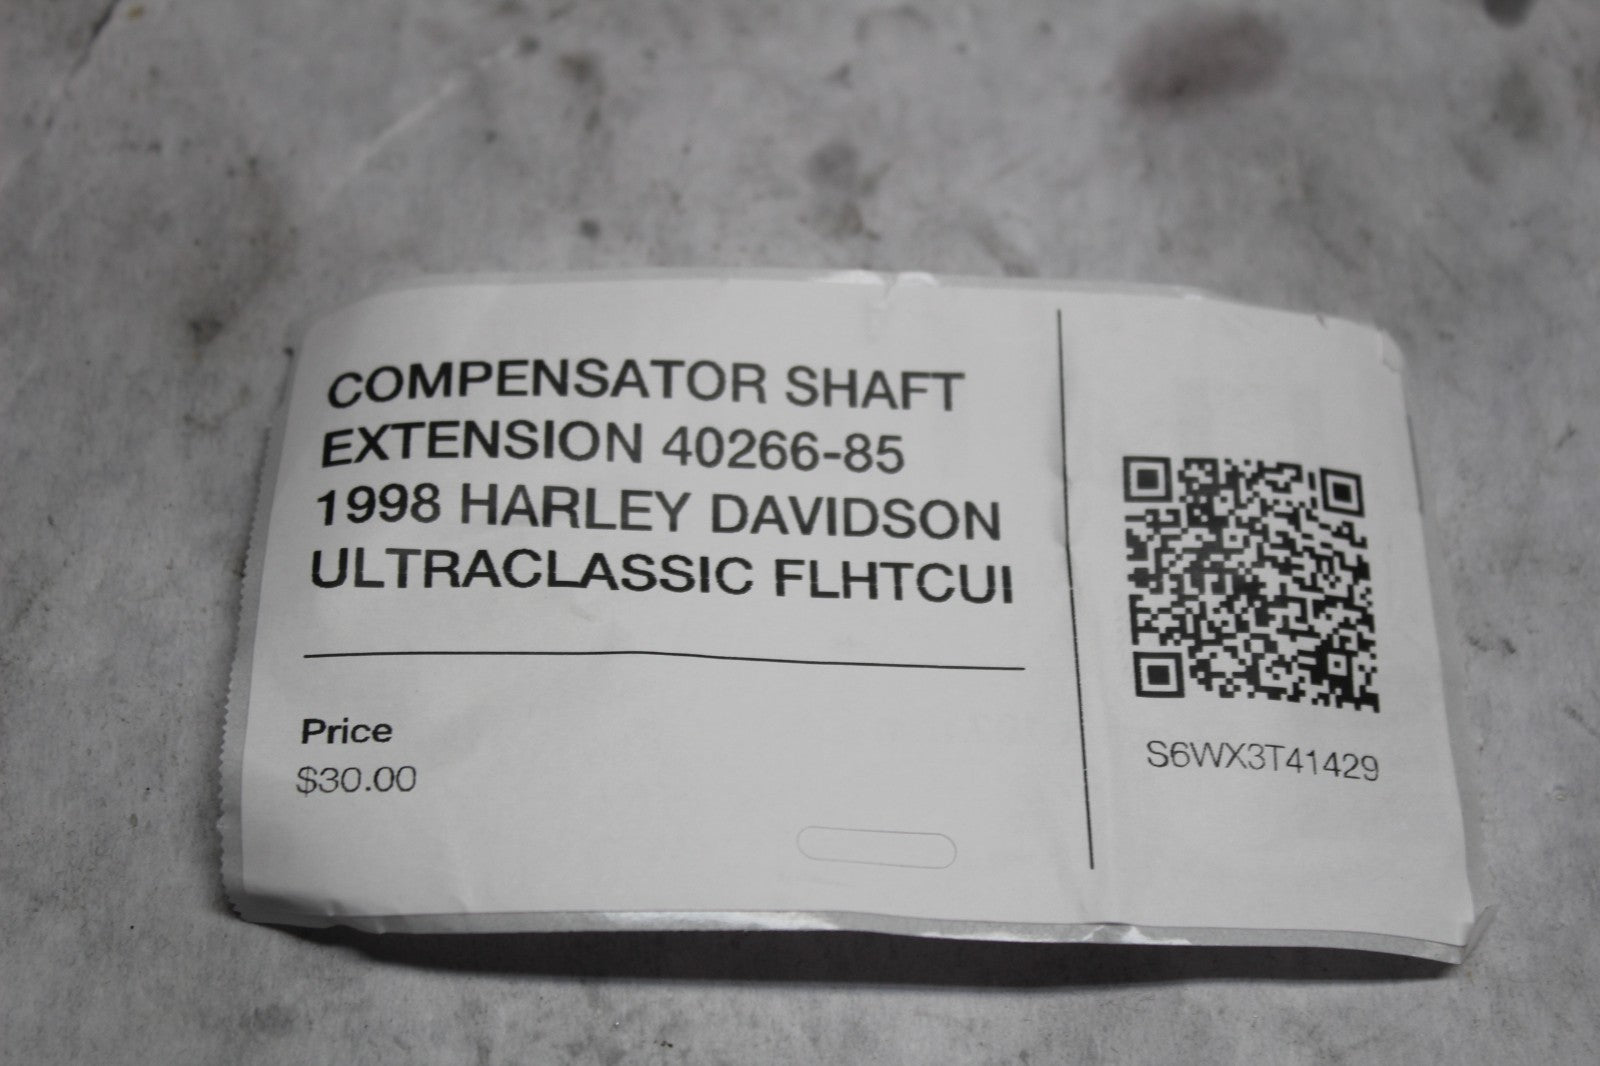 COMPENSATOR SHAFT
EXTENSION 40266-85
1998 HARLEY DAVIDSON
ULTRACLASSIC FLHTCUI
Price
$30.00
S6WX3T41429